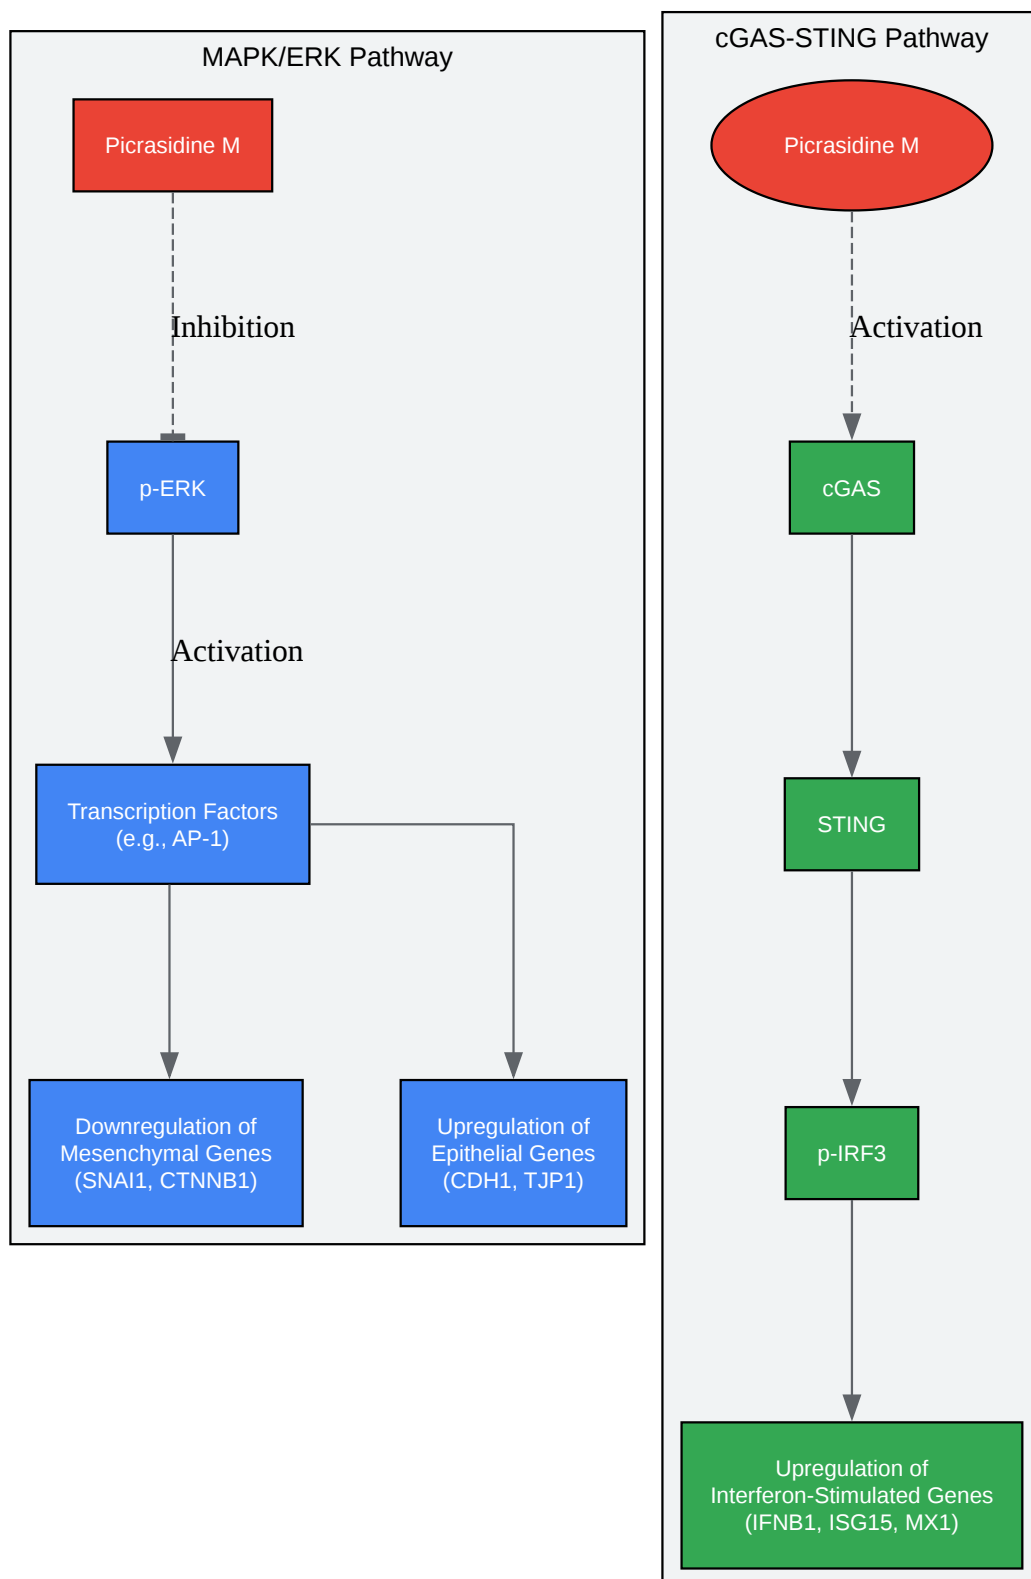 MAPK/ERK Pathway
Picrasidine M
Inhibition
p-ERK
Activation
Transcription Factors
(e.g., AP-1)
Downregulation of
Mesenchymal Genes
(SNAI1, CTNNB1)
Upregulation of
Epithelial Genes
(CDH1, TJP1)
cGAS-STING Pathway
Picrasidine M
Activation
cGAS
STING
p-IRF3
Upregulation of
Interferon-Stimulated Genes
(IFNB1, ISG15, MX1)